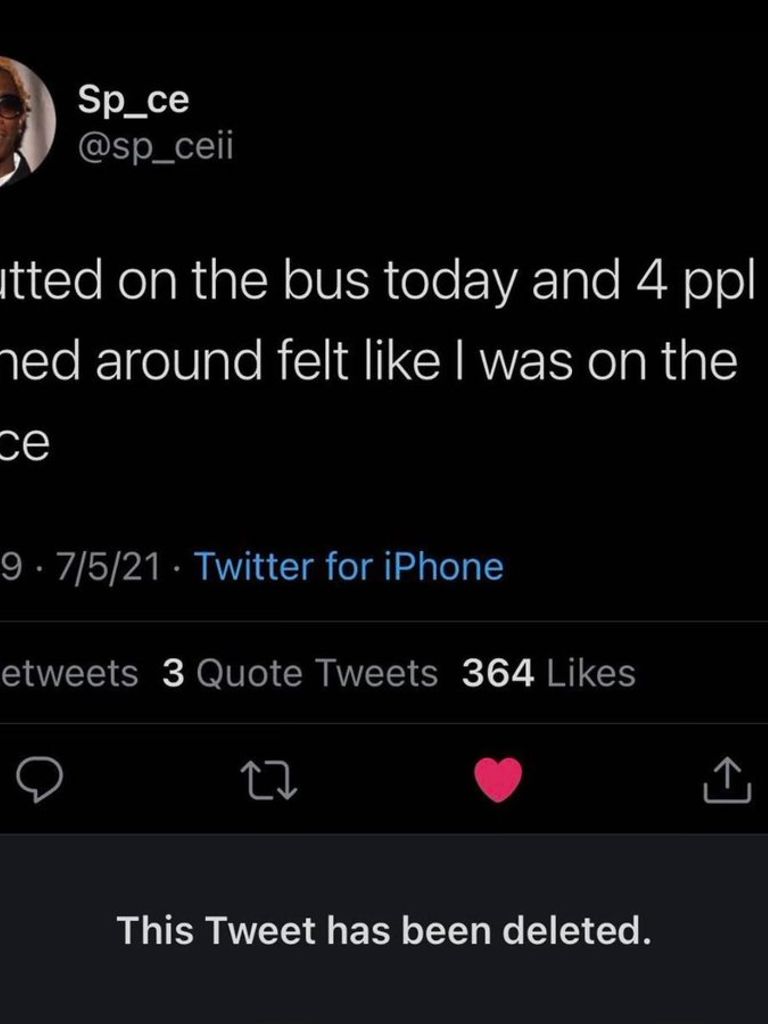 Sp_ce
@sp_ceii
utted on the bus today and 4 ppl
ned around felt like I was on the
ce
9 · 7/5/21 · Twitter for iPhone
etweets 3 Quote Tweets 364 Likes
This Tweet has been deleted.